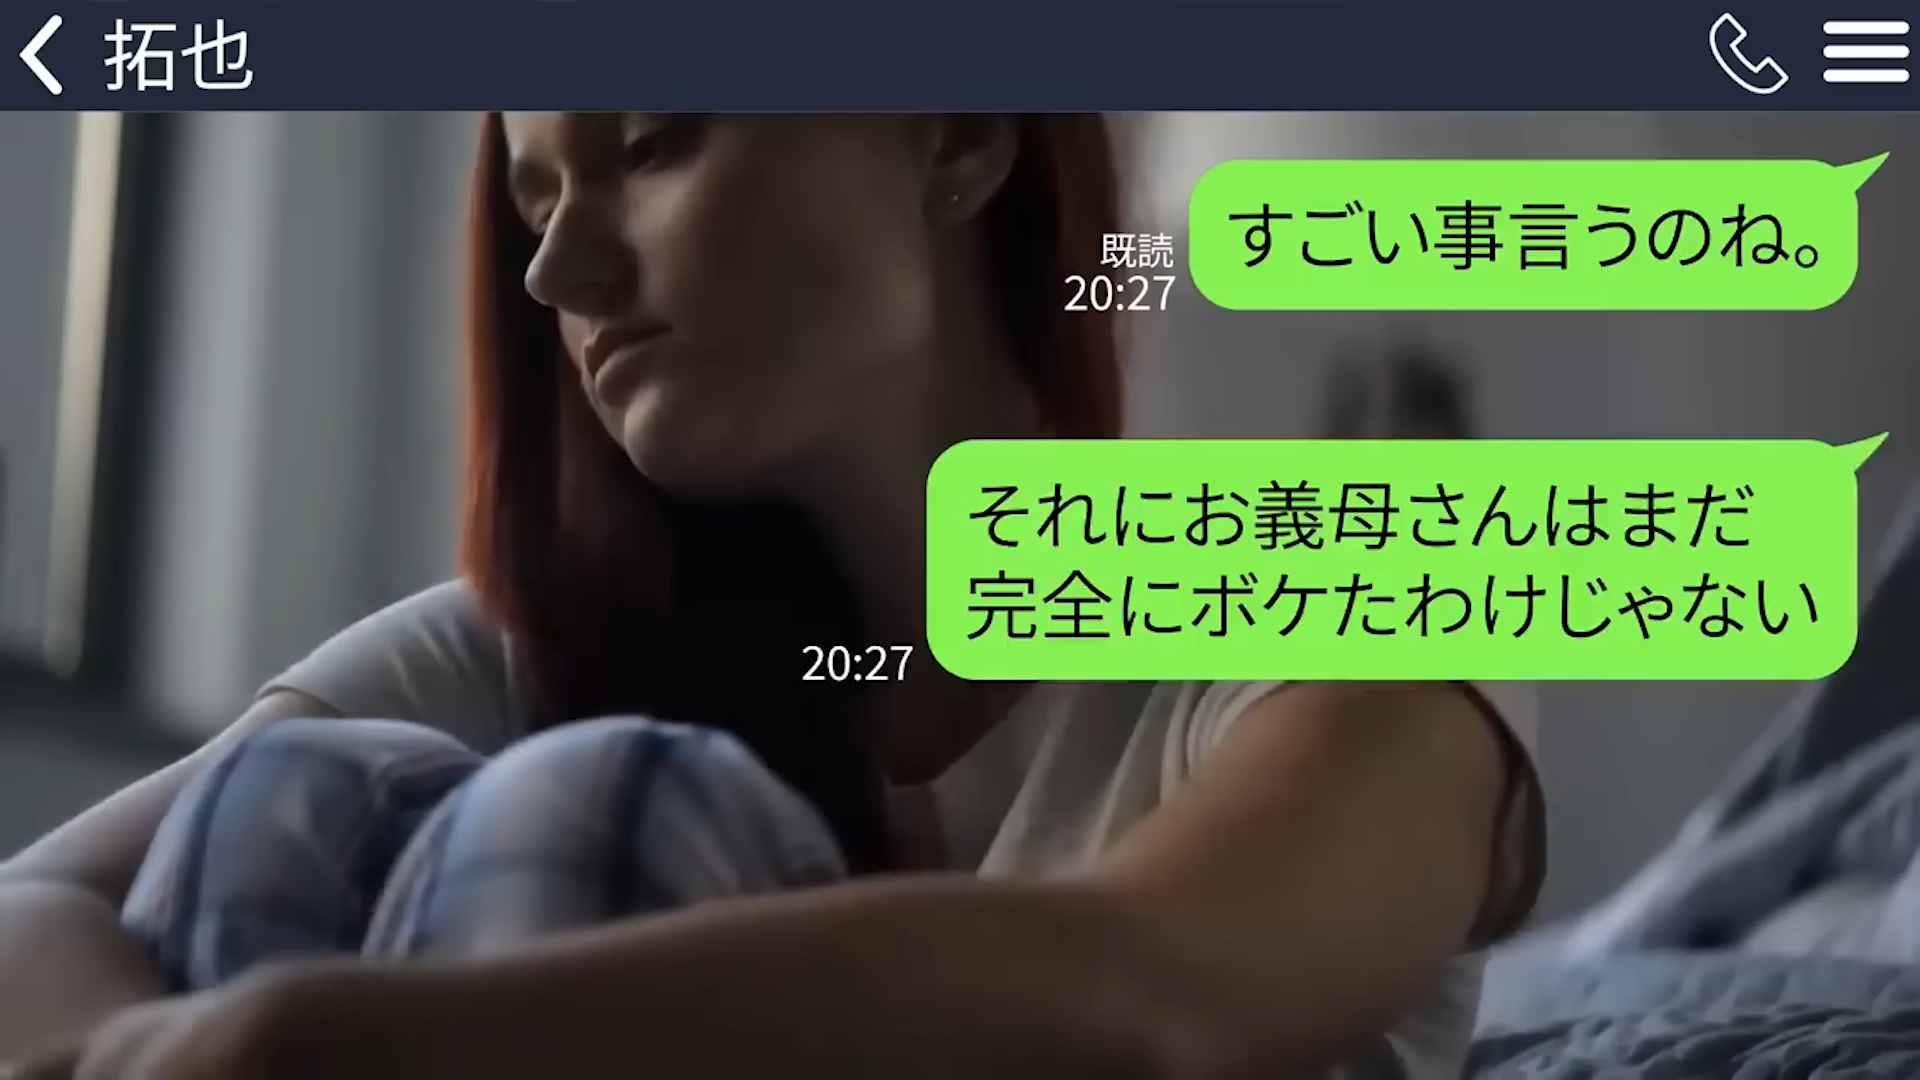 拓也
すごい事言うのね。
既読
20:27
それにお義母さんはまだ
完全にボケたわけじゃない
20:27